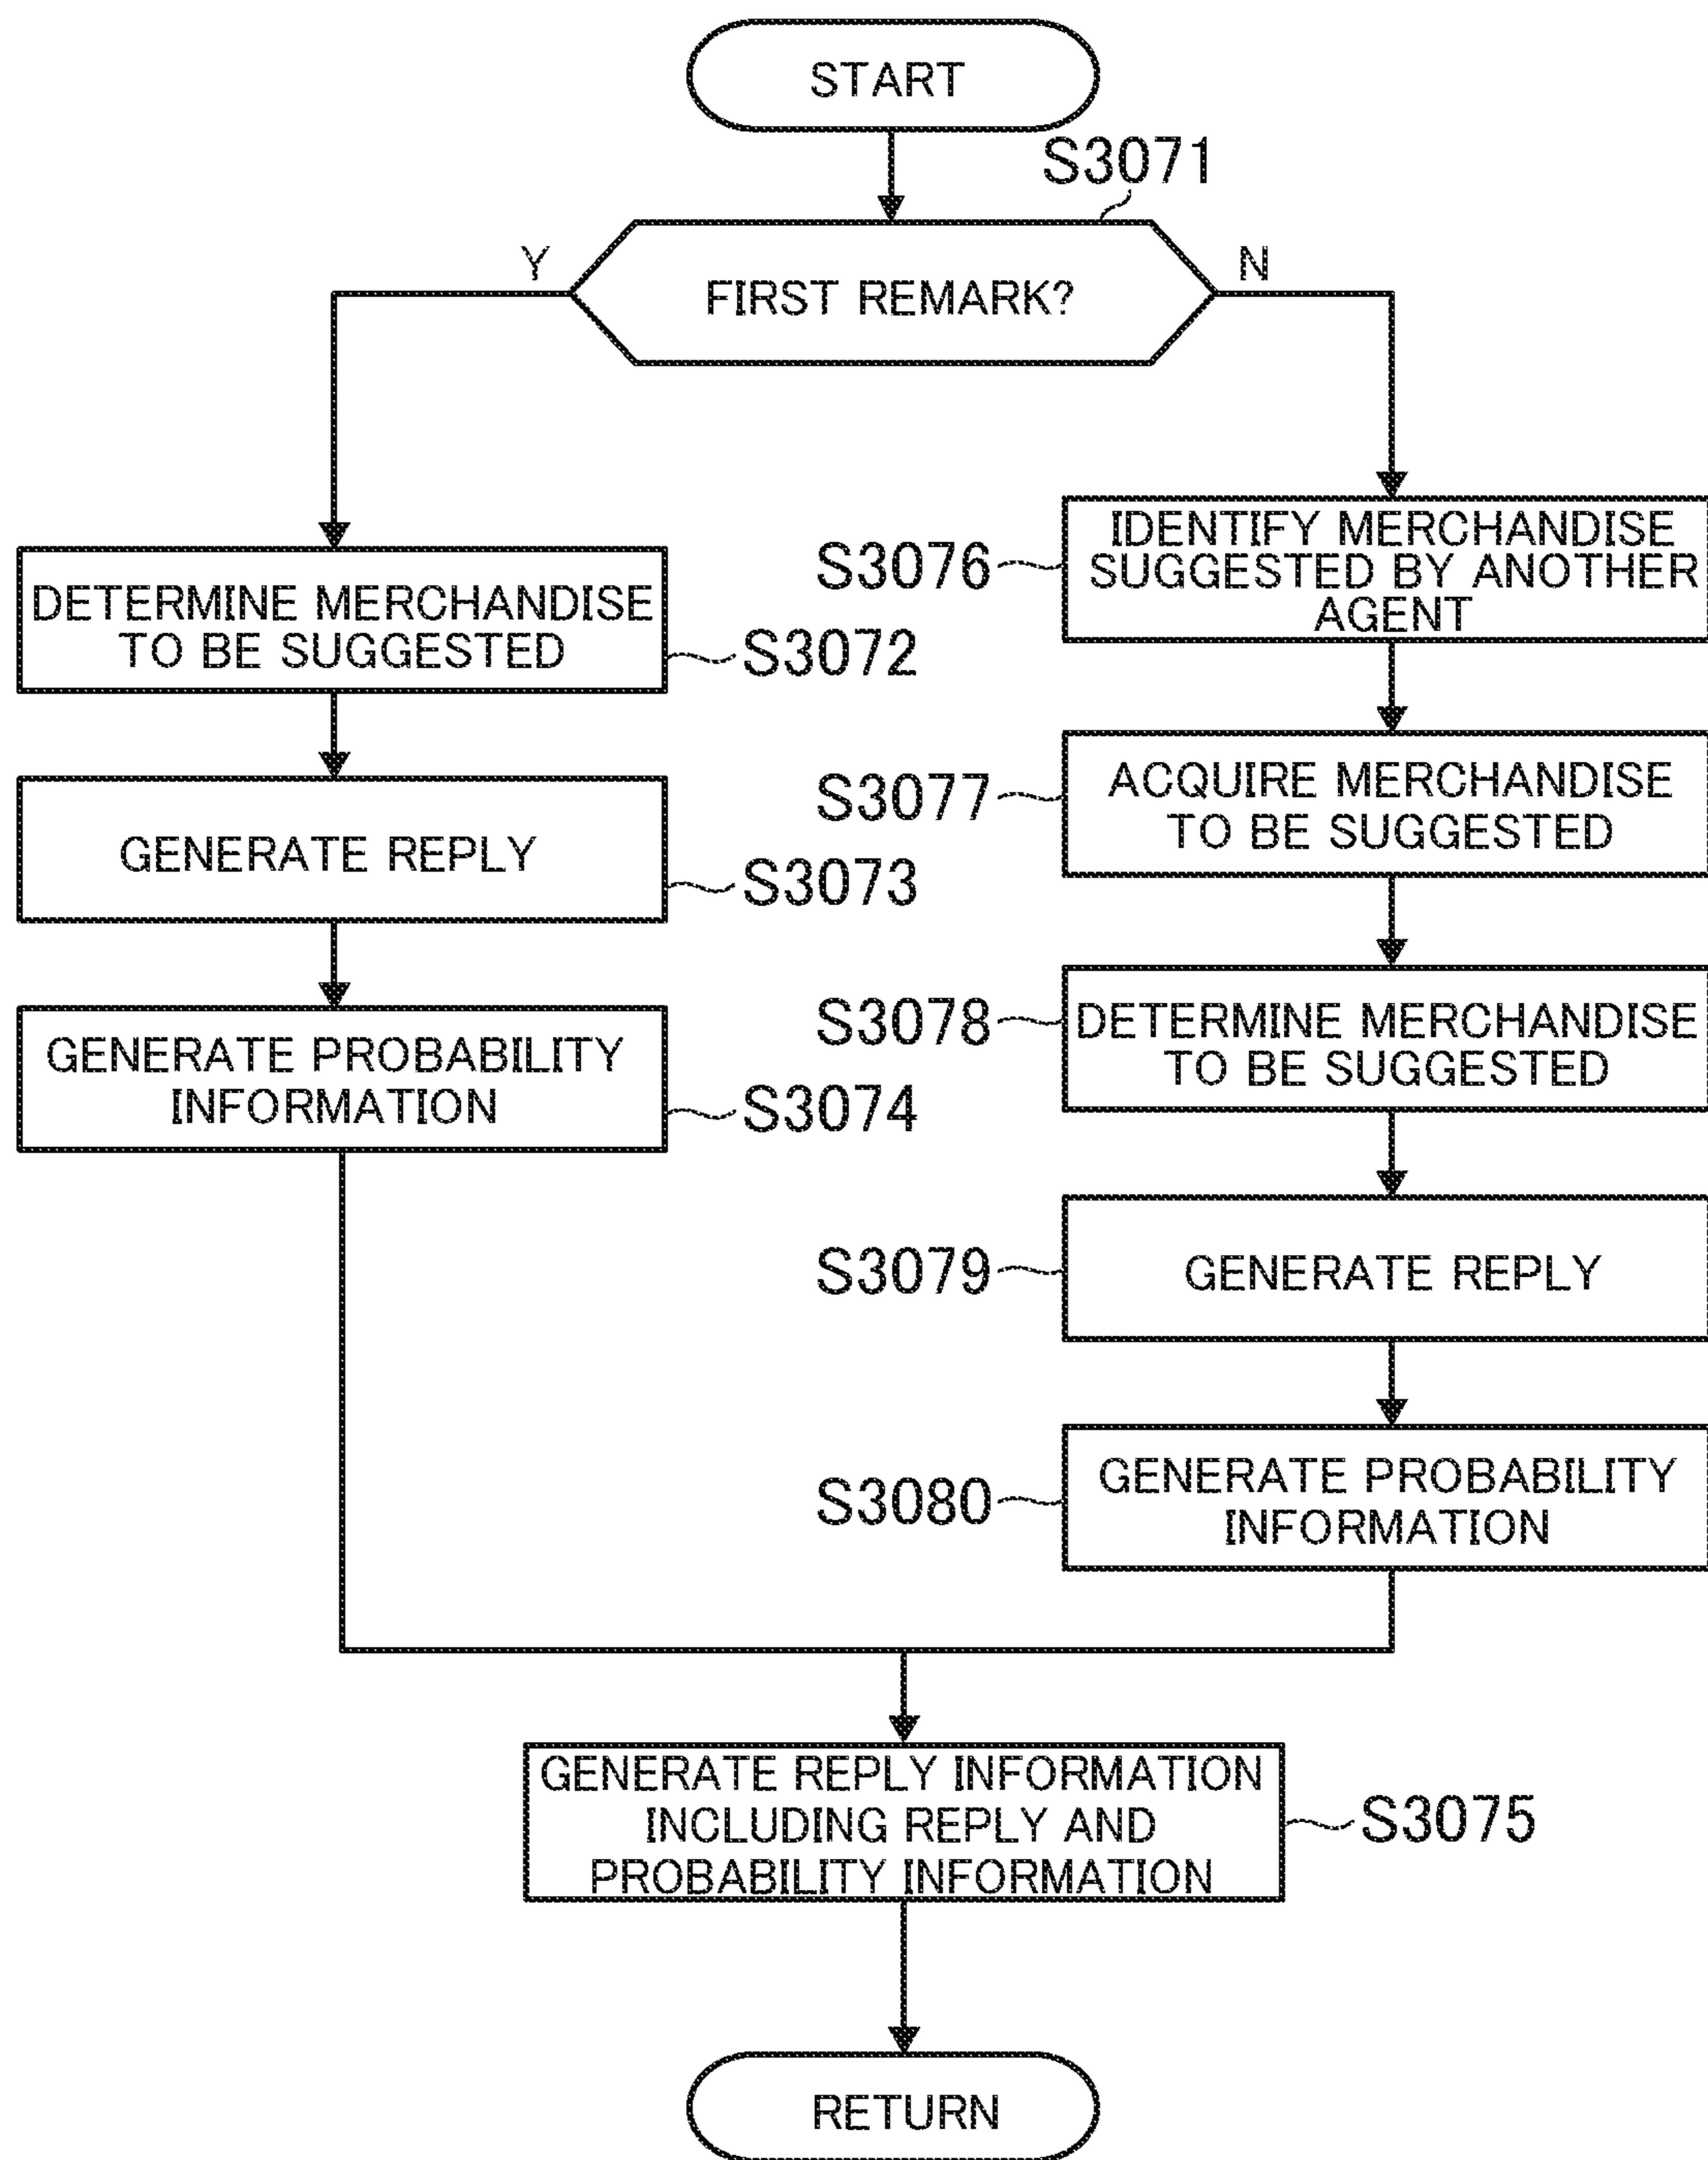 START
S3071
Y
FIRST REMARK?
N
DETERMINE MERCHANDISE
TO BE SUGGESTED
S3072
GENERATE REPLY
S3073
GENERATE PROBABILITY
INFORMATION
S3074
S3076
IDENTIFY MERCHANDISE
SUGGESTED BY ANOTHER
AGENT
S3077
ACQUIRE MERCHANDISE
TO BE SUGGESTED
S3078
DETERMINE MERCHANDISE
TO BE SUGGESTED
S3079
GENERATE REPLY
S3080
GENERATE PROBABILITY
INFORMATION
GENERATE REPLY INFORMATION
INCLUDING REPLY AND
PROBABILITY INFORMATION
S3075
RETURN